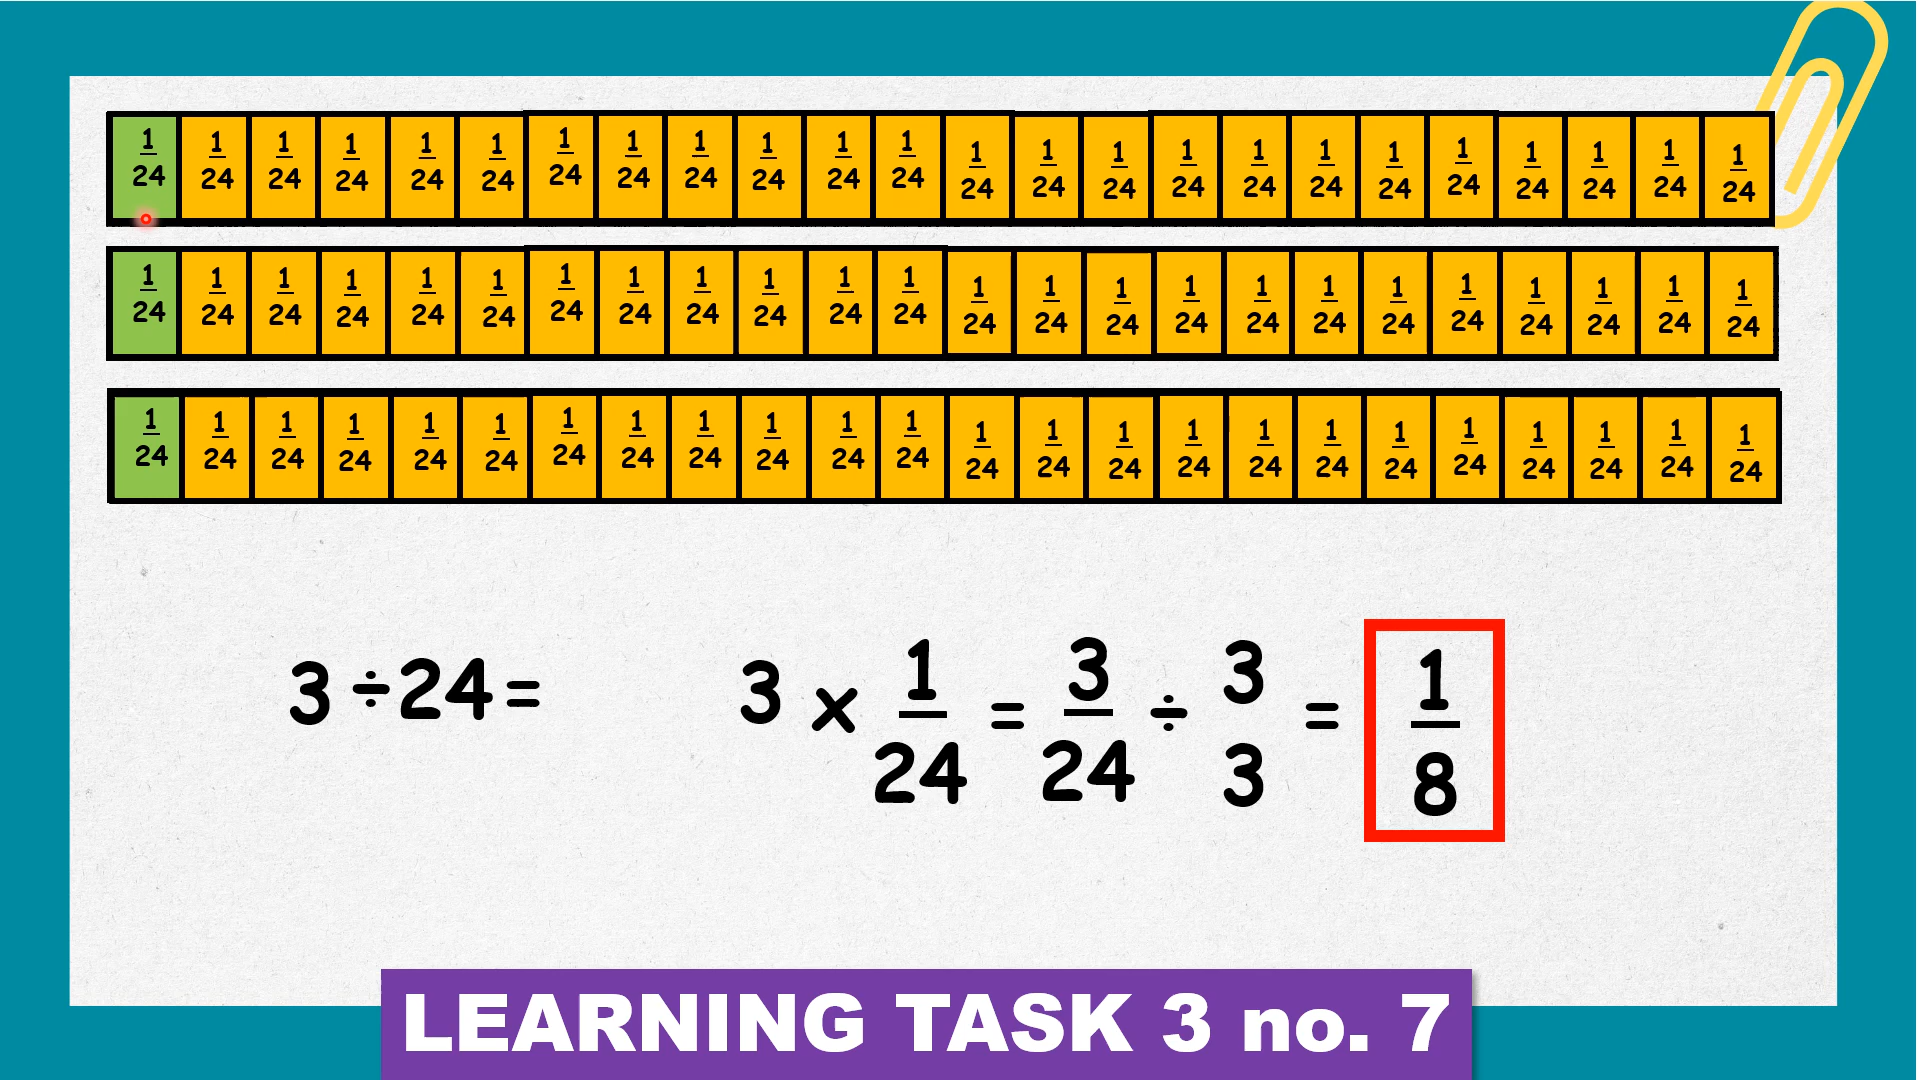 1 1 1 1 1 1 1 1 1 1 1 1 1 1 1 1 1 1 1 1 1 1 1 1
24 24 24 24 24 24 24 24 24 24 24 24 24 24 24 24 24 24 24 24 24 24 24 24
1 1 1 1 1 1 1 1 1 1 1 1 1 1 1 1 1 1 1 1 1 1 1 1
24 24 24 24 24 24 24 24 24 24 24 24 24 24 24 24 24 24 24 24 24 24 24 24
1 1 1 1 1 1 1 1 1 1 1 1 1 1 1 1 1 1 1 1 1 1 1 1
24 24 24 24 24 24 24 24 24 24 24 24 24 24 24 24 24 24 24 24 24 24 24 24
3 ÷ 24 = 3 x 1/24 = 3/24 ÷ 3/3 = 1/8
LEARNING TASK 3 no. 7